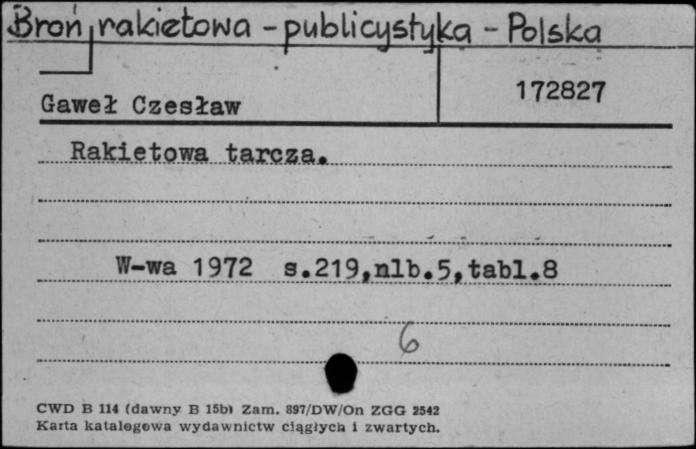 Broń rakietowa - publicystyka - Polska
172827
Gaweł Czesław
Rakietowa tarcza.
W-wa 1972 s.219,nlb.5,tabl.8
6
CWD B 114 (dawny B 15b) Zam. 897/DW/On ZGG 2542
Karta katalogowa wydawnictw ciągłych i zwartych.